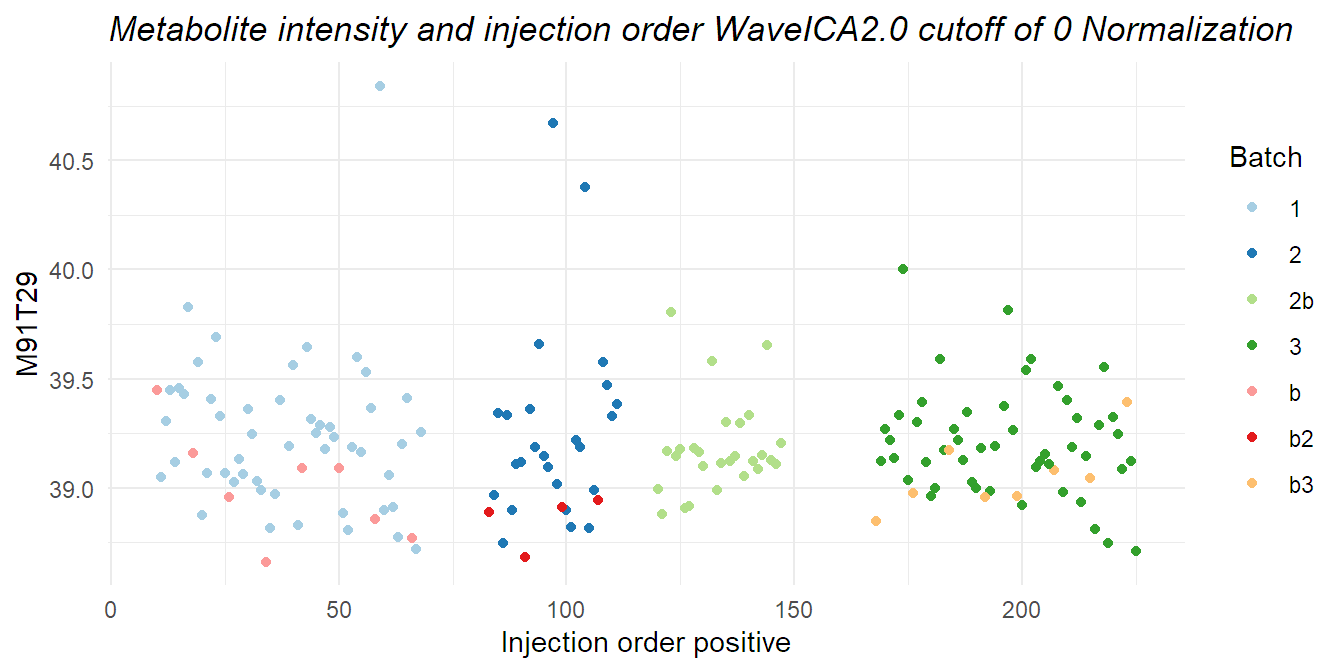 Metabolite intensity and injection order WaveICA2.0 cutoff of 0 Normalization
40.5
40.0
39.5
39.0
M91T29
0
50
100
150
200
Injection order positive
Batch
1
2
2b
3
b
b2
b3